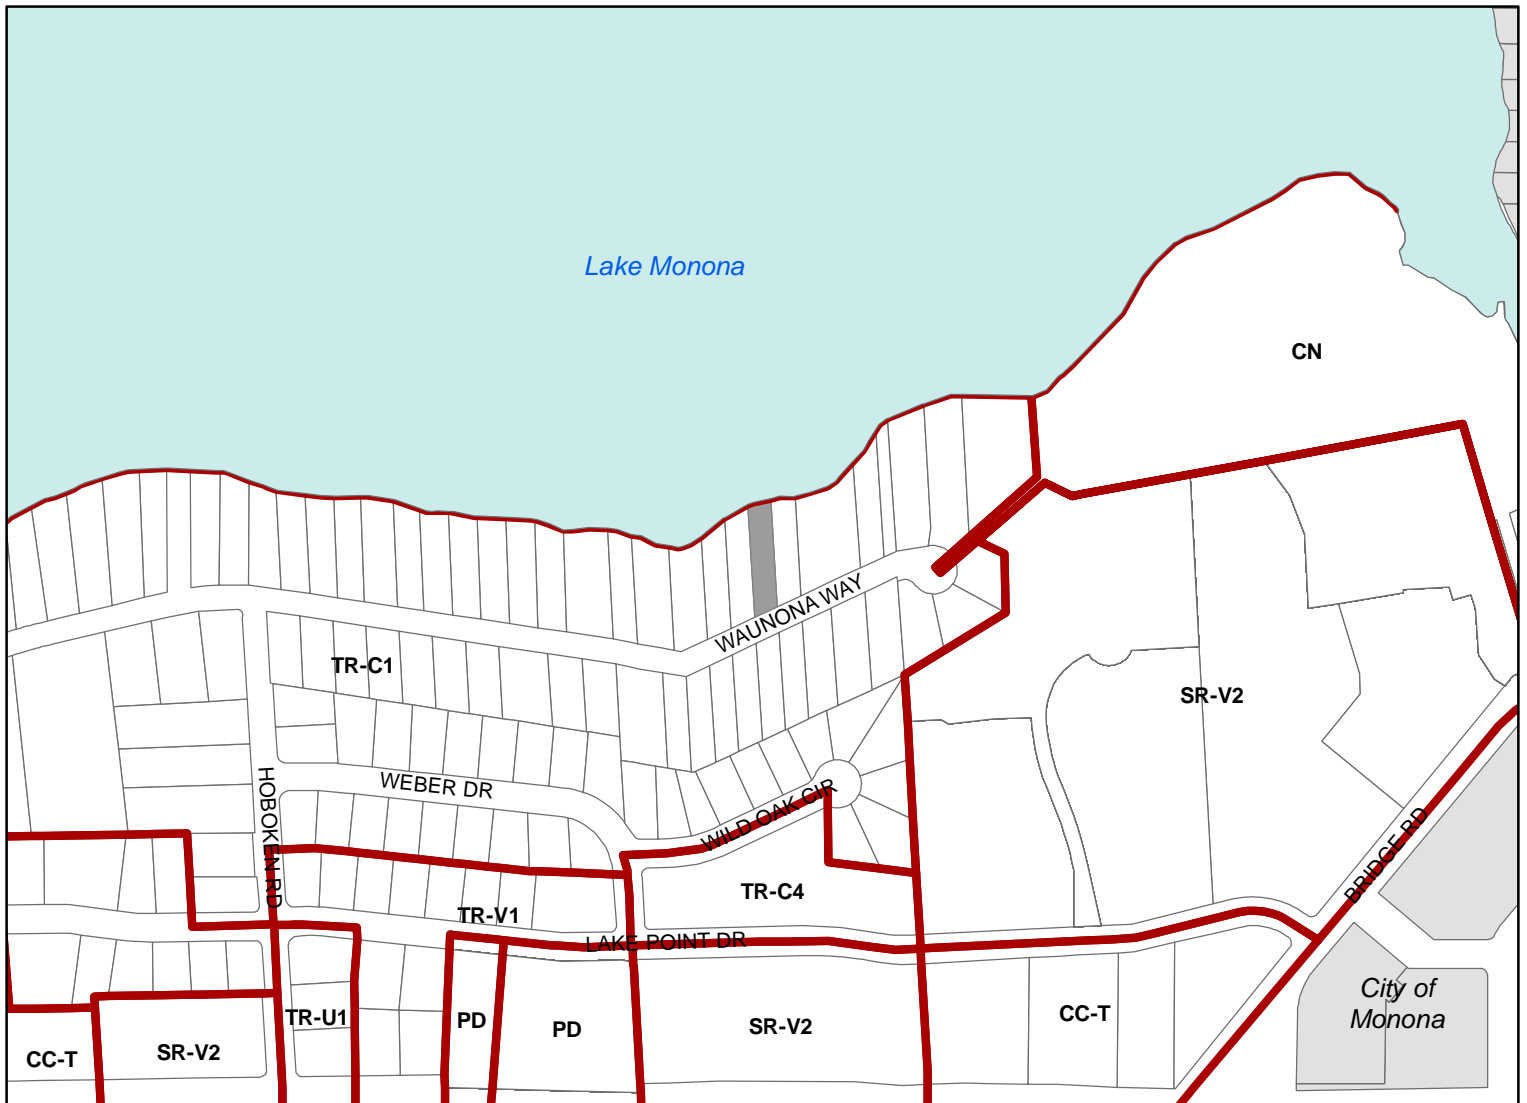 Lake Monona
CN
WAUNONA WAY
TR-C1
SR-V2
WEBER DR
HOBOKEN RD
WILD OAK CIR
BRIDGE RD
TR-C4
TR-V1
LAKE POINT DR
City of
Monona
TR-U1
PD
PD
SR-V2
CC-T
CC-T
SR-V2